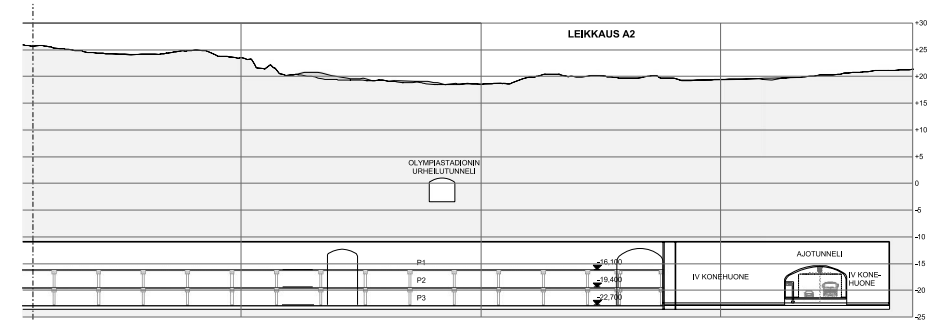 LEIKKAUS A2
+30
+25
+20
+15
+10
+5
0
-5
-10
-15
-20
-25
OLYMPIASTADIONIN
URHEILUTUNNELI
P1
-16,100
P2
-19,400
P3
-22,700
IV KONEHUONE
AJOTUNNELI
IV KONE-
HUONE